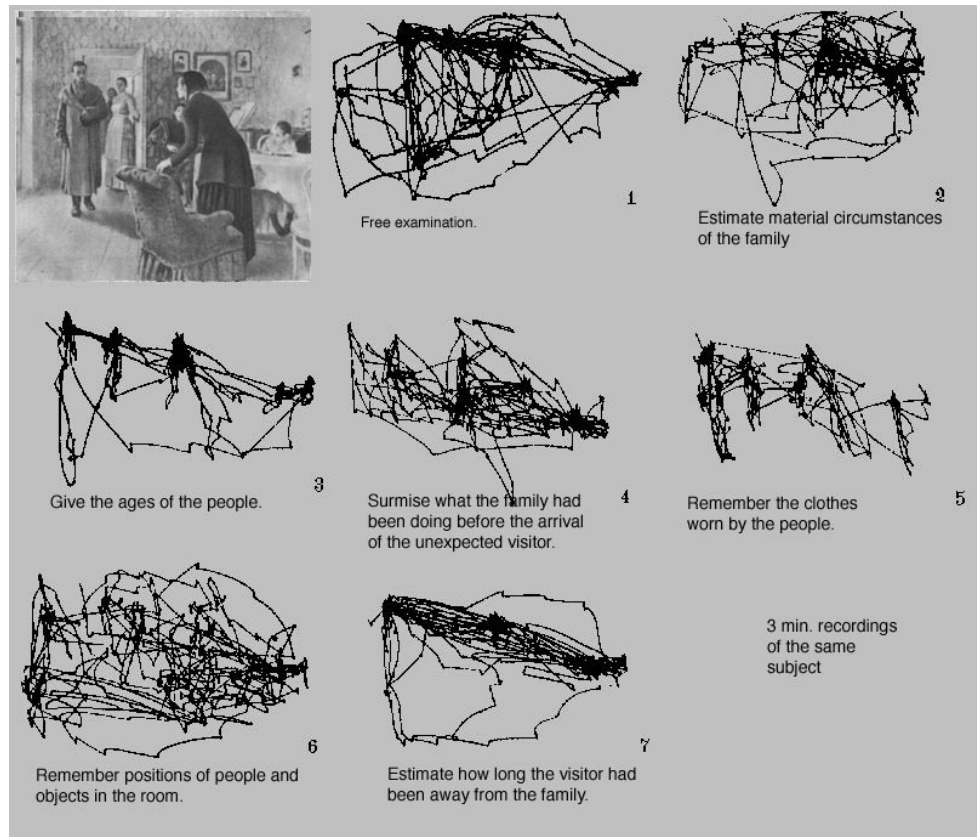 1
Free examination.
2
Estimate material circumstances
of the family
3
Give the ages of the people.
4
Surmise what the family had
been doing before the arrival
of the unexpected visitor.
5
Remember the clothes
worn by the people.
6
Remember positions of people and
objects in the room.
7
Estimate how long the visitor had
been away from the family.
3 min. recordings
of the same
subject